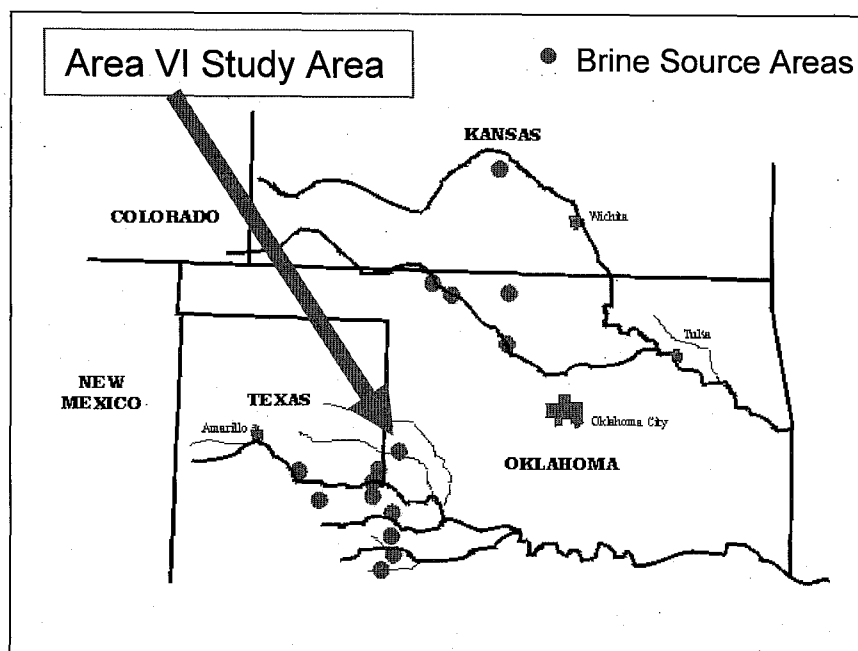 Area VI Study Area
Brine Source Areas
KANSAS
Wichita
COLORADO
Tulsa
NEW
MEXICO
TEXAS
Amarillo
Oklahoma City
OKLAHOMA